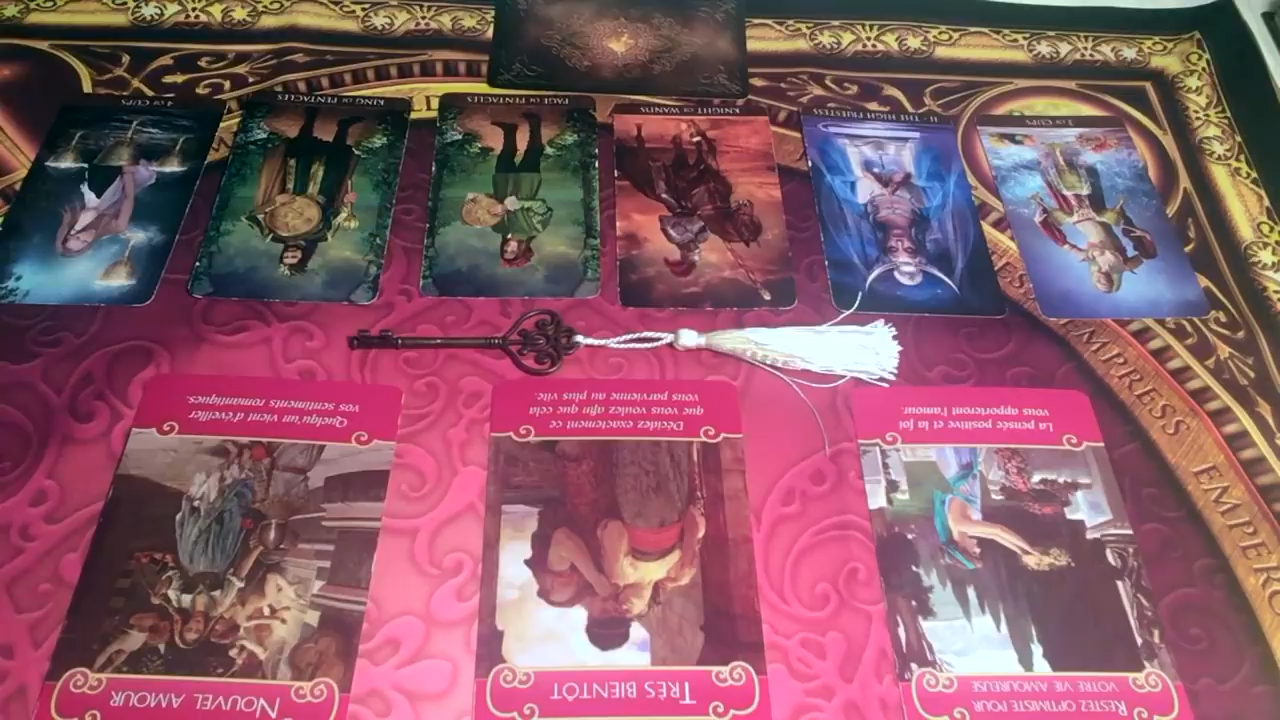 4 OF CUPS
KING OF PENTACLES
PAGE OF PENTACLES
KNIGHT OF WANDS
II. THE HIGH PRIESTESS
OF CUPS
EMPRESS
Quelqu'un vient d'éveiller
vos sentiments romantiques.
NOUVEL AMOUR
Décidez exactement ce
que vous voulez afin que cela
vous parvienne au plus vite.
TRÈS BIENTÔT
La pensée positive et la foi
vous apporteront l'amour.
RESTEZ OPTIMISTE POUR
VOTRE VIE AMOUREUSE